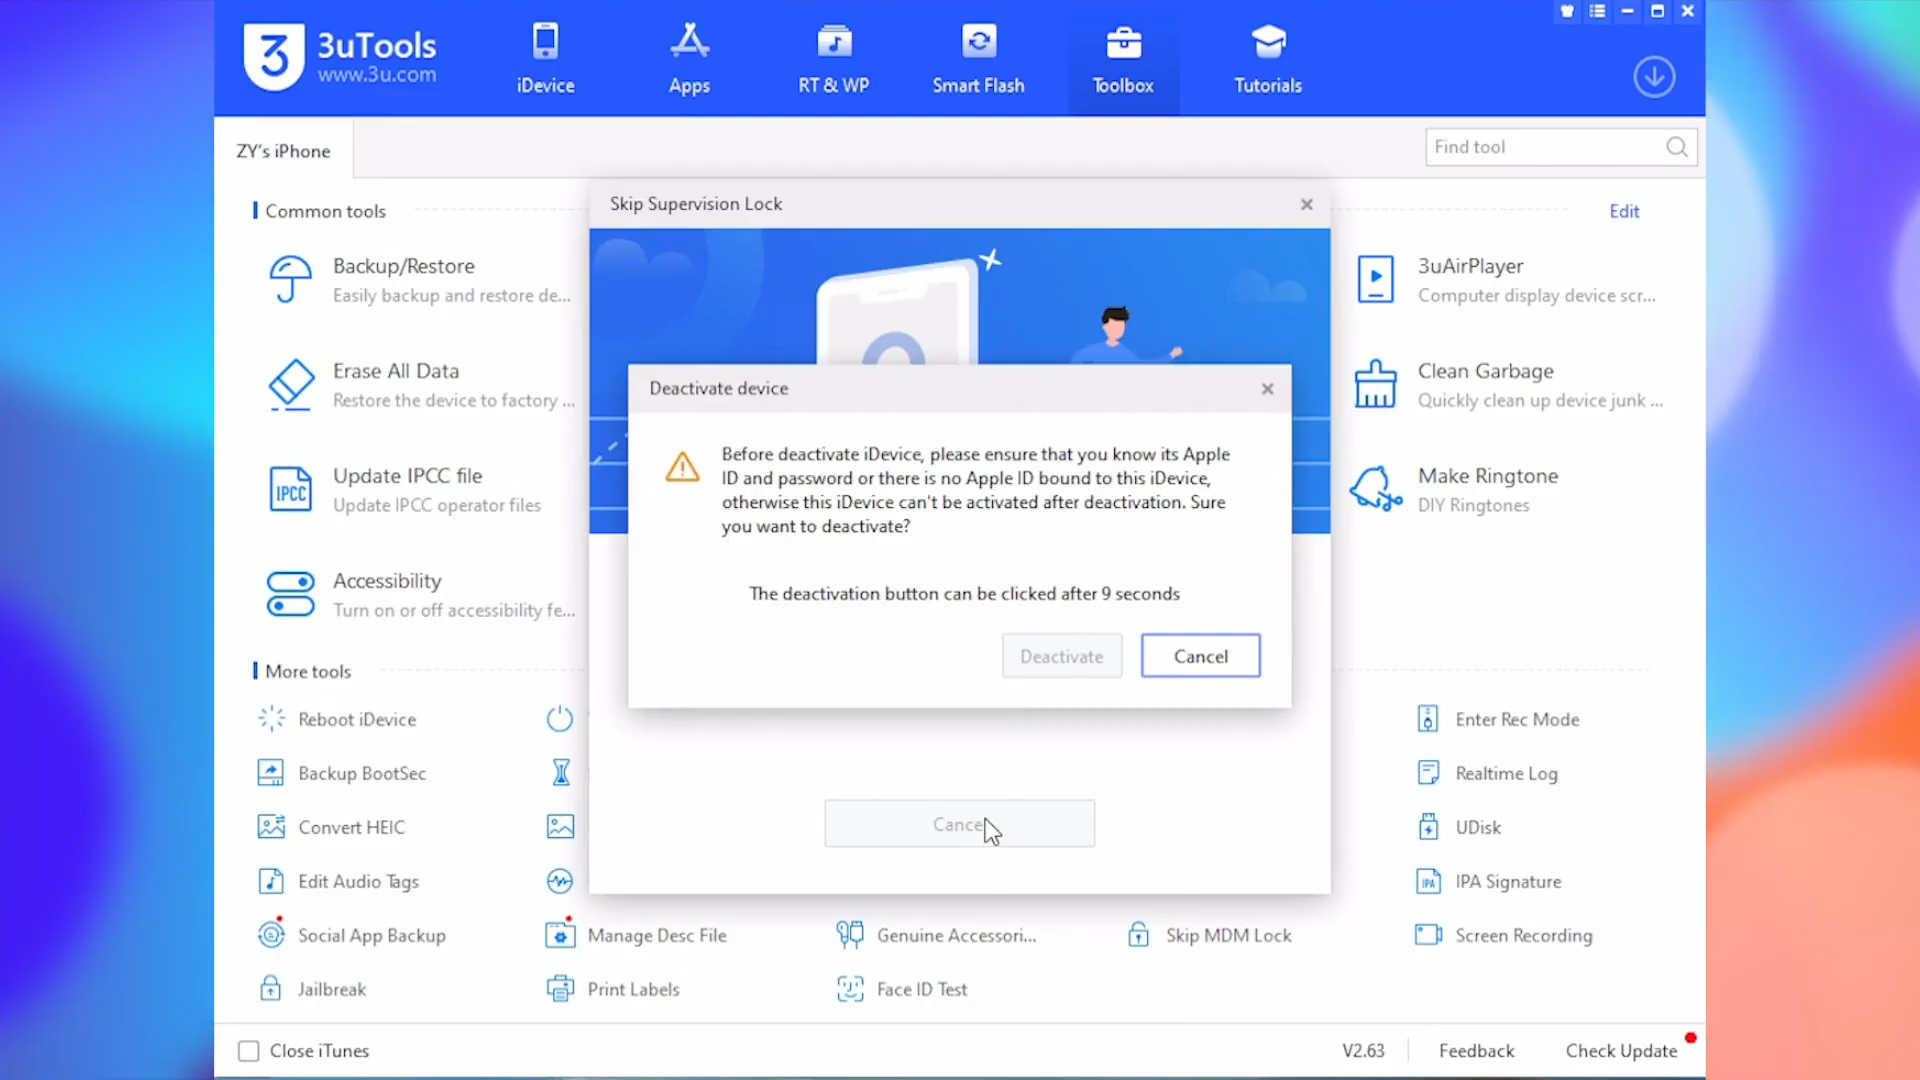 3 3uTools
www.3u.com
iDevice
Apps
RT & WP
Smart Flash
Toolbox
Tutorials
ZY's iPhone
Find tool
Common tools
Edit
Backup/Restore
Easily backup and restore de...
Erase All Data
Restore the device to factory ...
IPCC
Update IPCC file
Update IPCC operator files
Accessibility
Turn on or off accessibility fe...
Skip Supervision Lock
Deactivate device
Before deactivate iDevice, please ensure that you know its Apple
ID and password or there is no Apple ID bound to this iDevice,
otherwise this iDevice can't be activated after deactivation. Sure
you want to deactivate?
The deactivation button can be clicked after 9 seconds
Deactivate
Cancel
Cancel
3uAirPlayer
Computer display device scr...
Clean Garbage
Quickly clean up device junk ...
Make Ringtone
DIY Ringtones
More tools
Reboot iDevice
Enter Rec Mode
Backup BootSec
Realtime Log
Convert HEIC
UDisk
Edit Audio Tags
IPA
IPA Signature
Social App Backup
Manage Desc File
Genuine Accessori...
Skip MDM Lock
Screen Recording
Jailbreak
Print Labels
Face ID Test
Close iTunes
V2.63
Feedback
Check Update